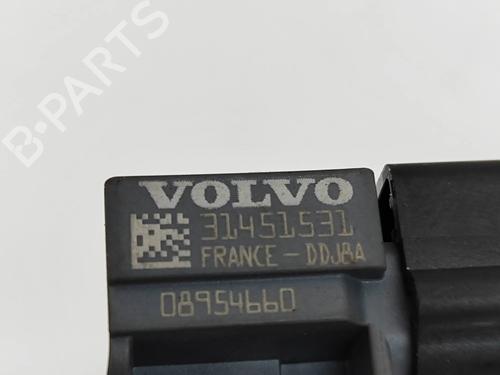 B-PARTS
VOLVO
31451531
FRANCE - DDJBA
08954660